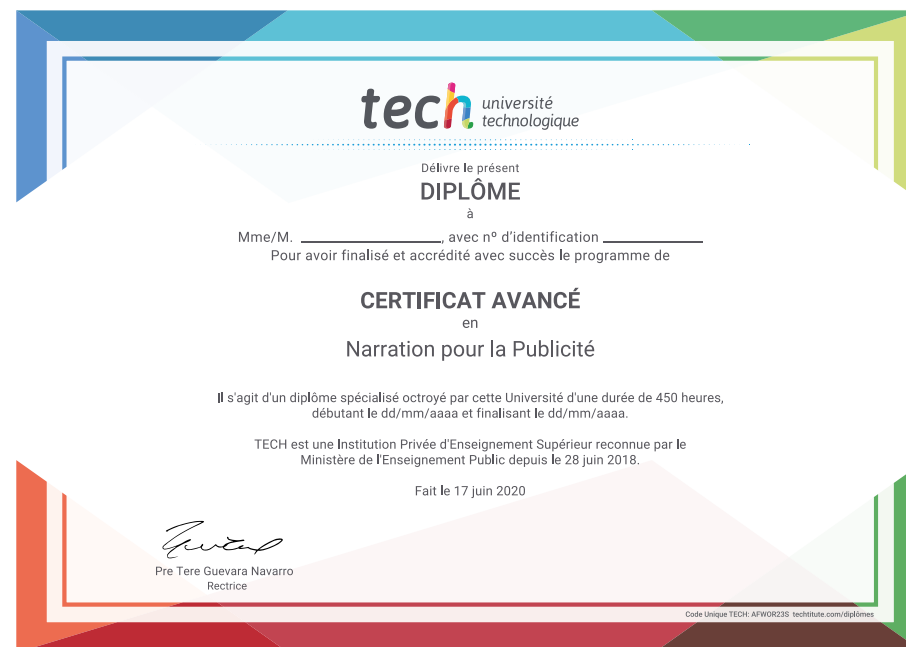 tech université
technologique
Délivre le présent
DIPLÔME
à
Mme/M. ____________________, avec nº d'identification ______________
Pour avoir finalisé et accrédité avec succès le programme de
CERTIFICAT AVANCÉ
en
Narration pour la Publicité
Il s'agit d'un diplôme spécialisé octroyé par cette Université d'une durée de 450 heures,
débutant le dd/mm/aaaa et finalisant le dd/mm/aaaa.
TECH est une Institution Privée d'Enseignement Supérieur reconnue par le
Ministère de l'Enseignement Public depuis le 28 juin 2018.
Fait le 17 juin 2020
Pre Tere Guevara Navarro
Rectrice
Code Unique TECH: AFWOR23S techtitute.com/diplômes